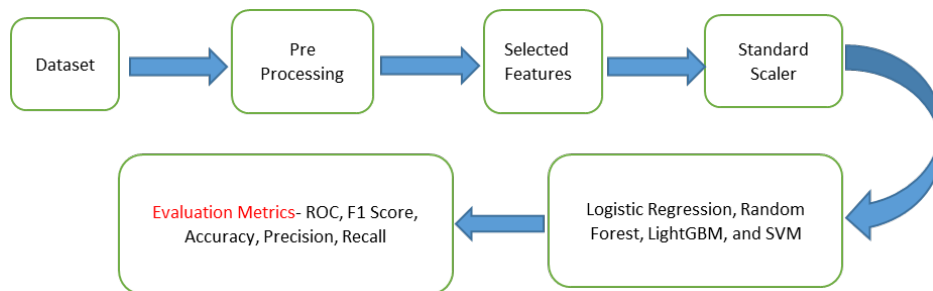 Dataset
Pre
Processing
Selected
Features
Standard
Scaler
Logistic Regression, Random
Forest, LightGBM, and SVM
Evaluation Metrics- ROC, F1 Score,
Accuracy, Precision, Recall